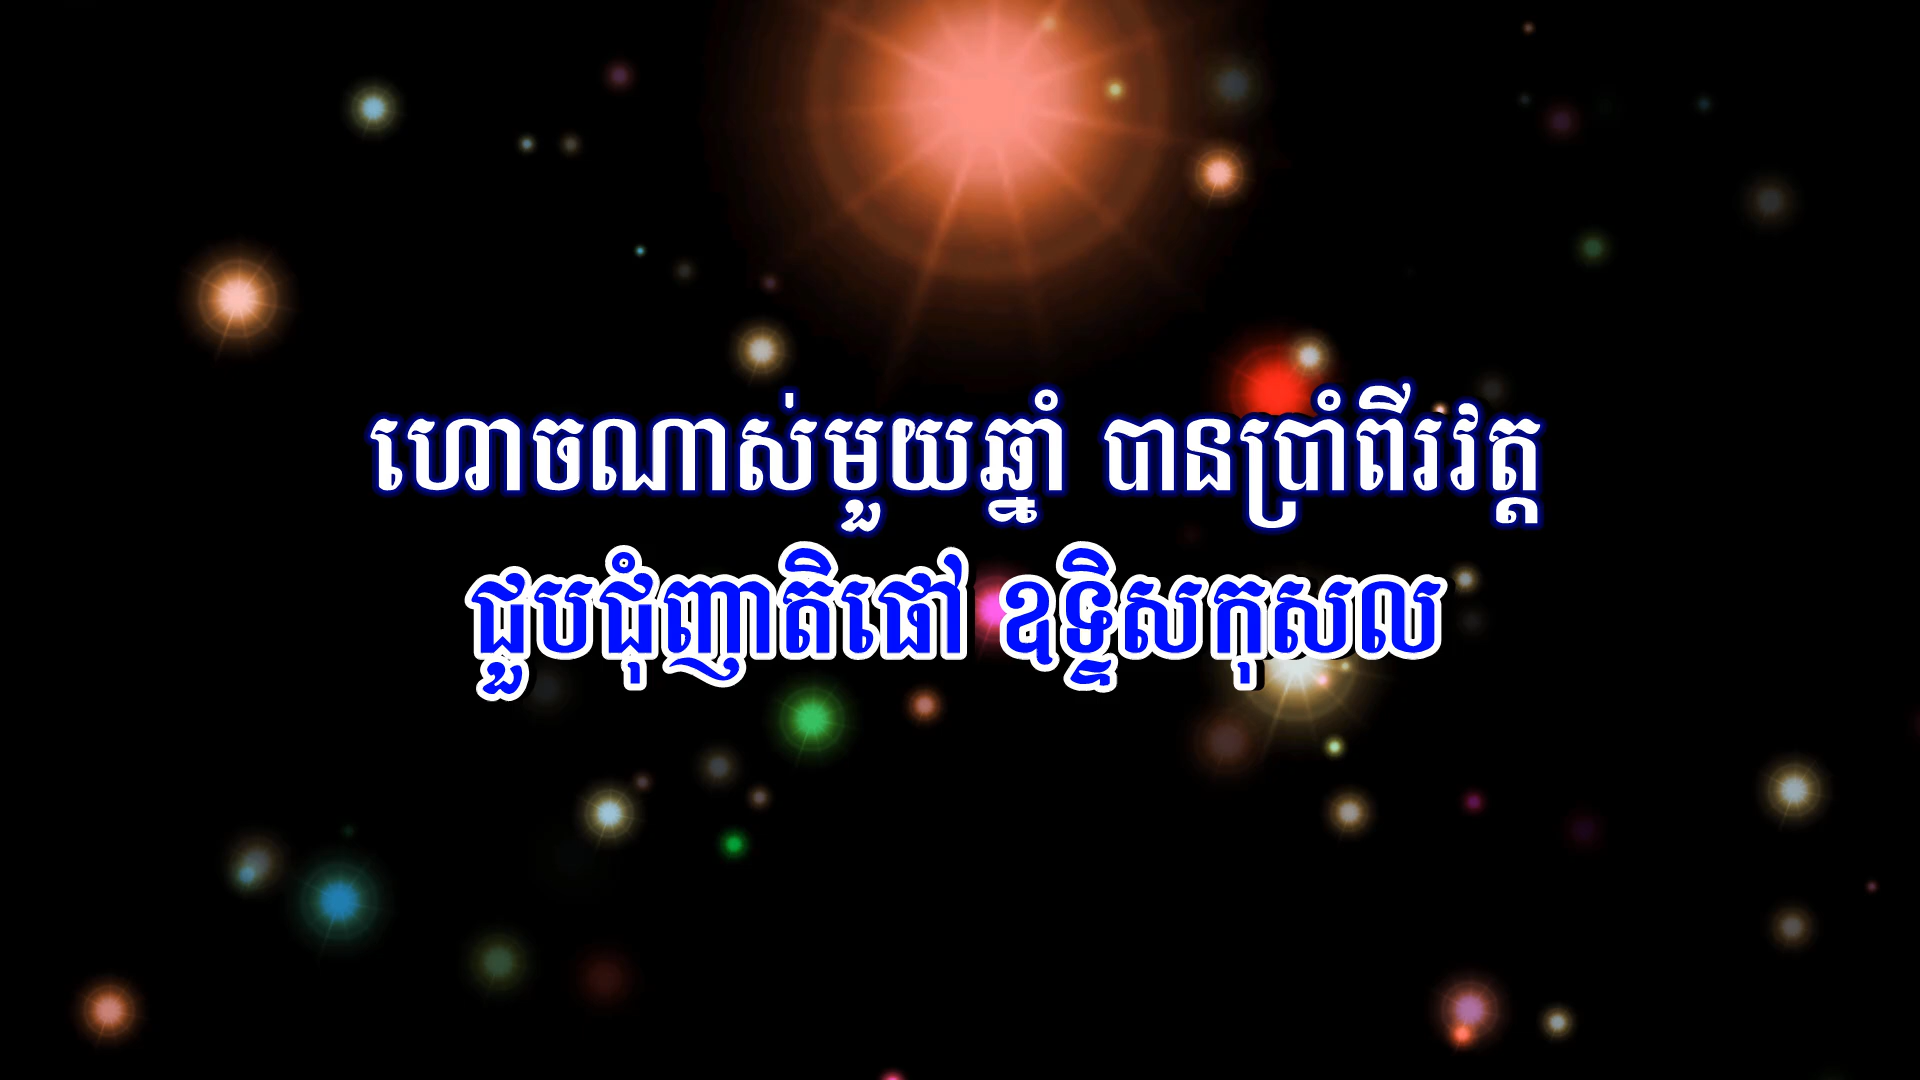 ហោចណាស់មួយឆ្នាំ បានប្រាំពីរវត្ត
ជួបជុំញាតិផៅ ឧទ្ទិសកុសល